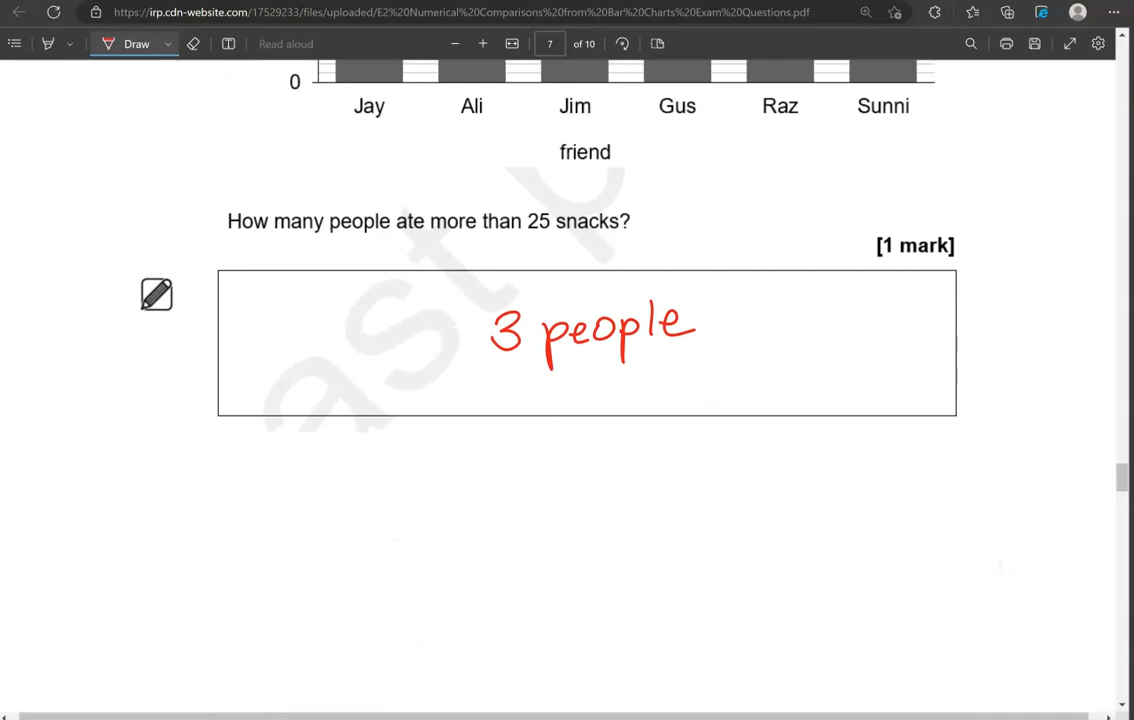 https://irp.cdn-website.com/17529233/files/uploaded/E2%20Numerical%20Comparisons%20from%20Bar%20Charts%20Exam%20Questions.pdf
Draw
Read aloud
7 of 10
0
Jay Ali Jim Gus Raz Sunni
friend
How many people ate more than 25 snacks?
[1 mark]
3 people
ast p